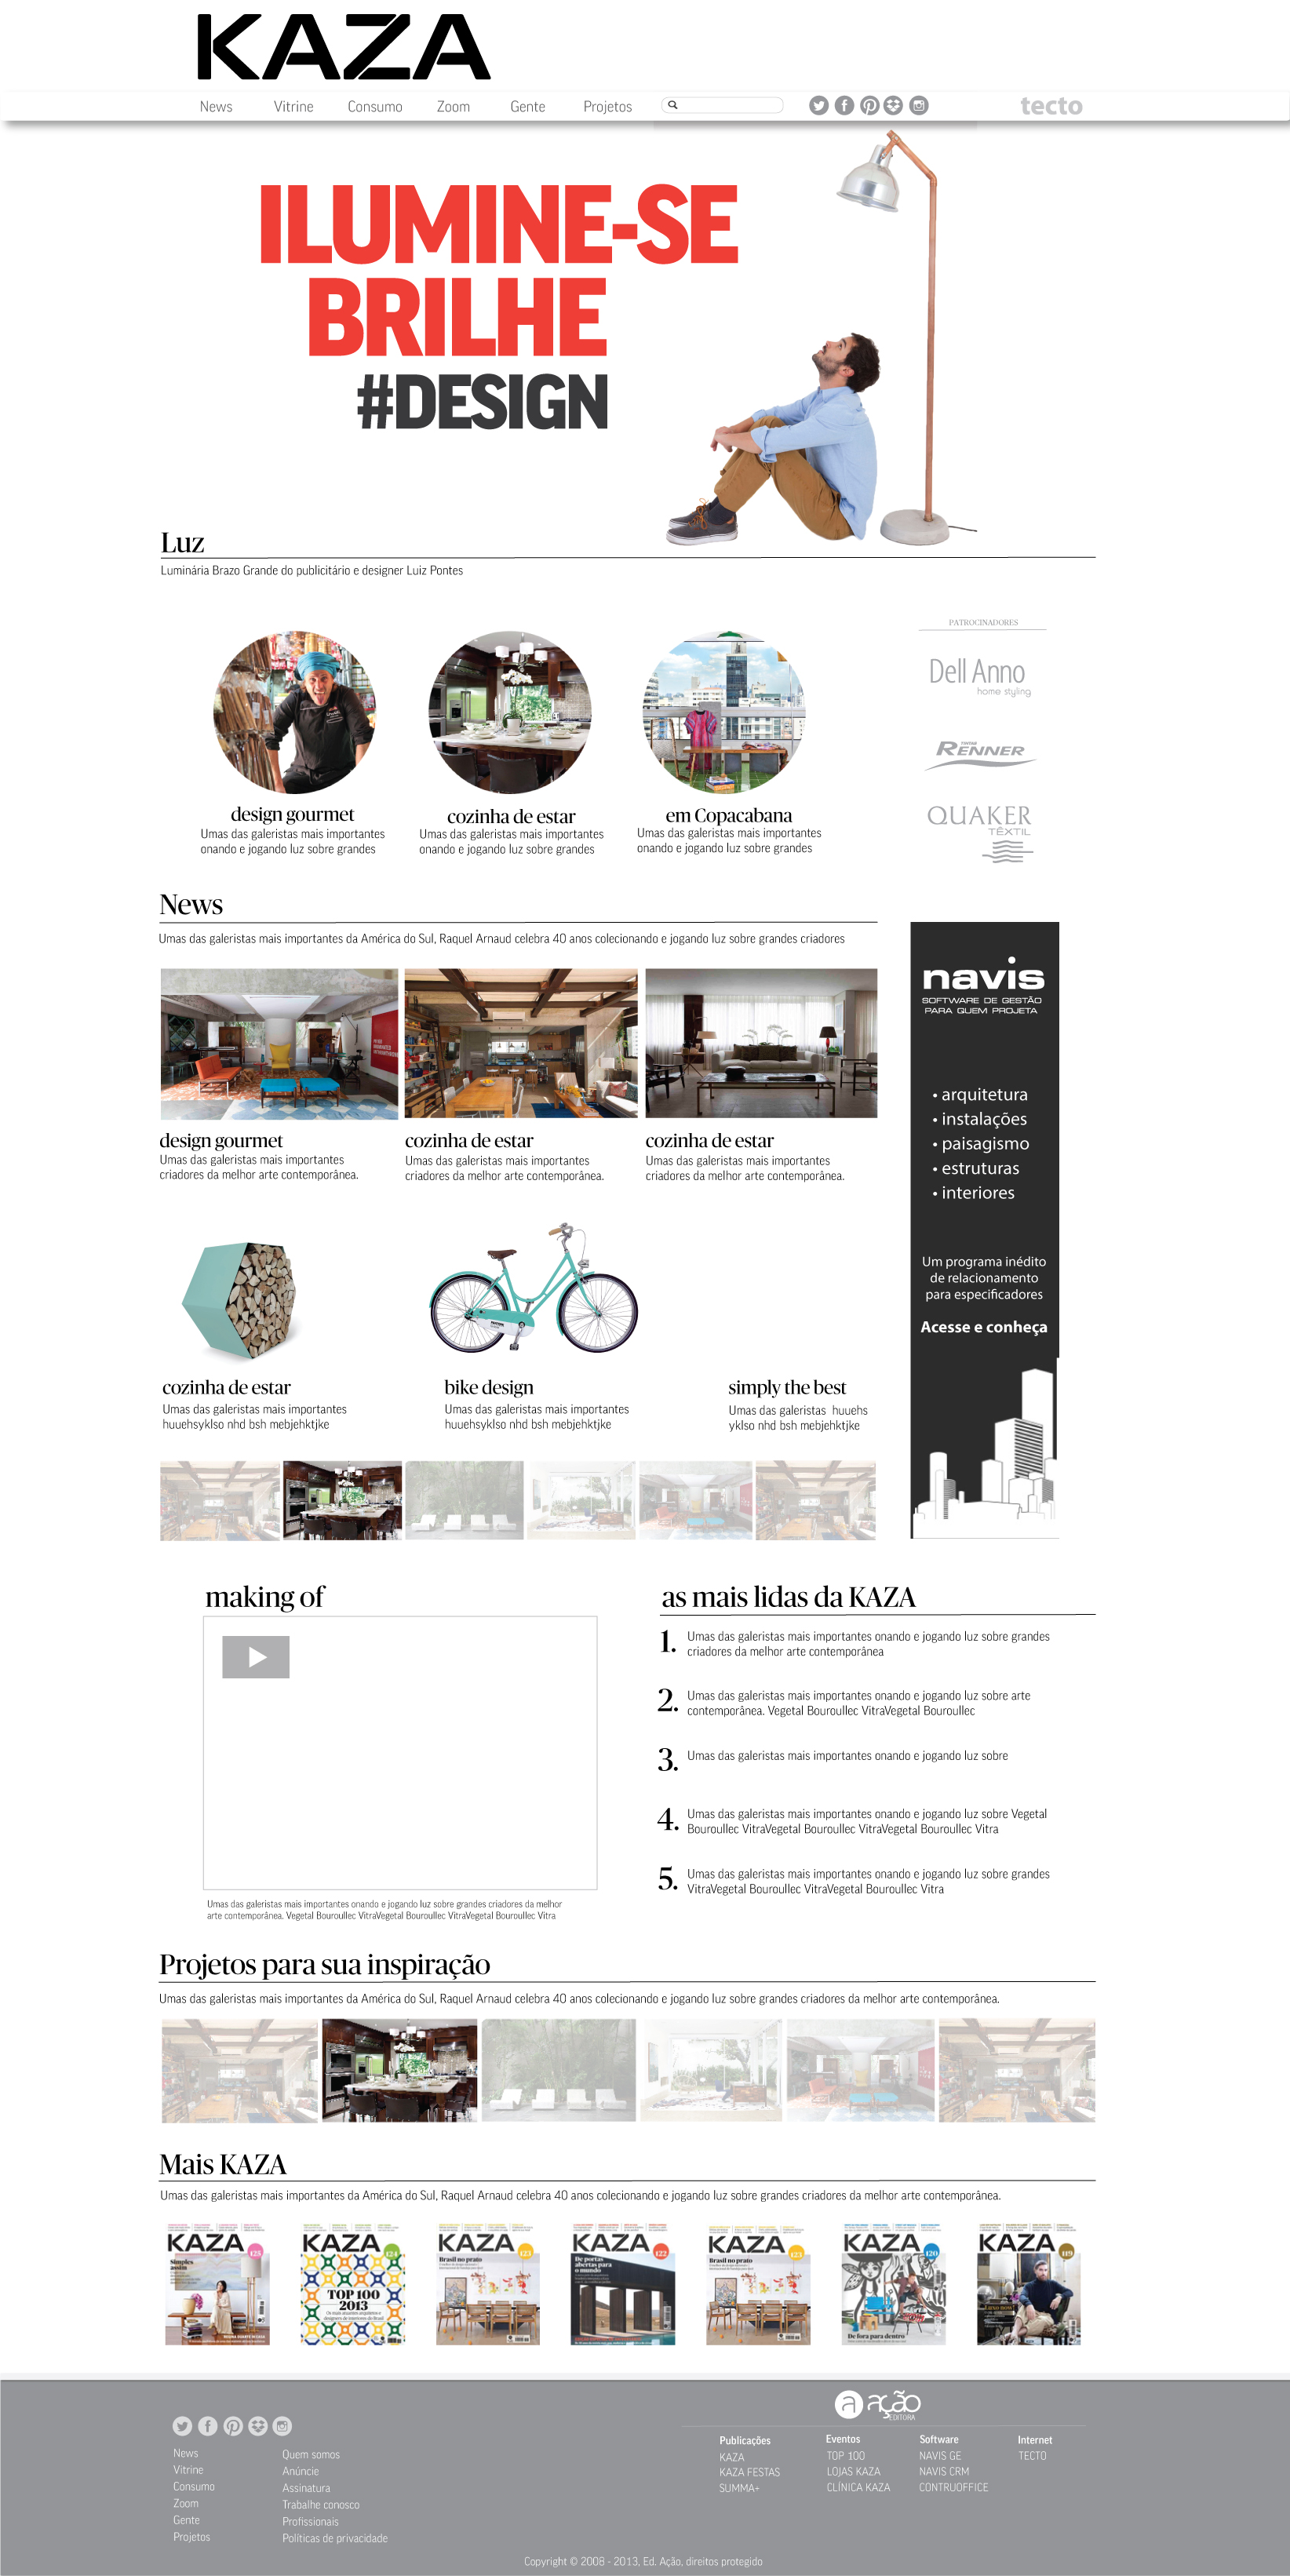 KAZA
News Vitrine Consumo Zoom Gente Projetos tecto
ILUMINE-SE
BRILHE
#DESIGN
Luz
Luminária Brazo Grande do publicitário e designer Luiz Pontes
PATROCINADORES
Dell Anno
home styling
TINTAS
RENNER
QUAKER
TÊXTIL
design gourmet
Umas das galeristas mais importantes
onando e jogando luz sobre grandes
cozinha de estar
Umas das galeristas mais importantes
onando e jogando luz sobre grandes
em Copacabana
Umas das galeristas mais importantes
onando e jogando luz sobre grandes
News
Umas das galeristas mais importantes da América do Sul, Raquel Arnaud celebra 40 anos colecionando e jogando luz sobre grandes criadores
design gourmet
Umas das galeristas mais importantes
criadores da melhor arte contemporânea.
cozinha de estar
Umas das galeristas mais importantes
criadores da melhor arte contemporânea.
cozinha de estar
Umas das galeristas mais importantes
criadores da melhor arte contemporânea.
navis
SOFTWARE DE GESTÃO
PARA QUEM PROJETA
• arquitetura
• instalações
• paisagismo
• estruturas
• interiores
Um programa inédito
de relacionamento
para especificadores
Acesse e conheça
cozinha de estar
Umas das galeristas mais importantes
huuehsyklso nhd bsh mebjehktjke
bike design
Umas das galeristas mais importantes
huuehsyklso nhd bsh mebjehktjke
simply the best
Umas das galeristas huuehs
yklso nhd bsh mebjehktjke
making of
Umas das galeristas mais importantes onando e jogando luz sobre grandes criadores da melhor
arte contemporânea. Vegetal Bouroullec VitraVegetal Bouroullec VitraVegetal Bouroullec Vitra
as mais lidas da KAZA
1. Umas das galeristas mais importantes onando e jogando luz sobre grandes
criadores da melhor arte contemporânea
2. Umas das galeristas mais importantes onando e jogando luz sobre arte
contemporânea. Vegetal Bouroullec VitraVegetal Bouroullec
3. Umas das galeristas mais importantes onando e jogando luz sobre
4. Umas das galeristas mais importantes onando e jogando luz sobre Vegetal
Bouroullec VitraVegetal Bouroullec VitraVegetal Bouroullec Vitra
5. Umas das galeristas mais importantes onando e jogando luz sobre grandes
VitraVegetal Bouroullec VitraVegetal Bouroullec Vitra
Projetos para sua inspiração
Umas das galeristas mais importantes da América do Sul, Raquel Arnaud celebra 40 anos colecionando e jogando luz sobre grandes criadores da melhor arte contemporânea.
Mais KAZA
Umas das galeristas mais importantes da América do Sul, Raquel Arnaud celebra 40 anos colecionando e jogando luz sobre grandes criadores da melhor arte contemporânea.
KAZA
125
Simples
assim
KAZA
124
TOP 100
2013
KAZA
123
Brasil no prato
KAZA
122
De portas
abertas para
o mundo
KAZA
123
Brasil no prato
KAZA
120
De fora para dentro
KAZA
119
ação
EDITORA
News
Vitrine
Consumo
Zoom
Gente
Projetos
Quem somos
Anúncie
Assinatura
Trabalhe conosco
Profissionais
Políticas de privacidade
Publicações
KAZA
KAZA FESTAS
SUMMA+
Eventos
TOP 100
LOJAS KAZA
CLÍNICA KAZA
Software
NAVIS GE
NAVIS CRM
CONTRUOFFICE
Internet
TECTO
Copyright © 2008 - 2013, Ed. Ação, direitos protegido